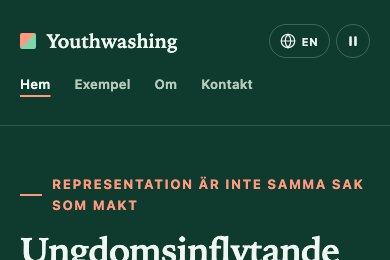 Youthwashing
EN
Hem Exempel Om Kontakt
REPRESENTATION ÄR INTE SAMMA SAK
SOM MAKT
Ungdomsinflytande